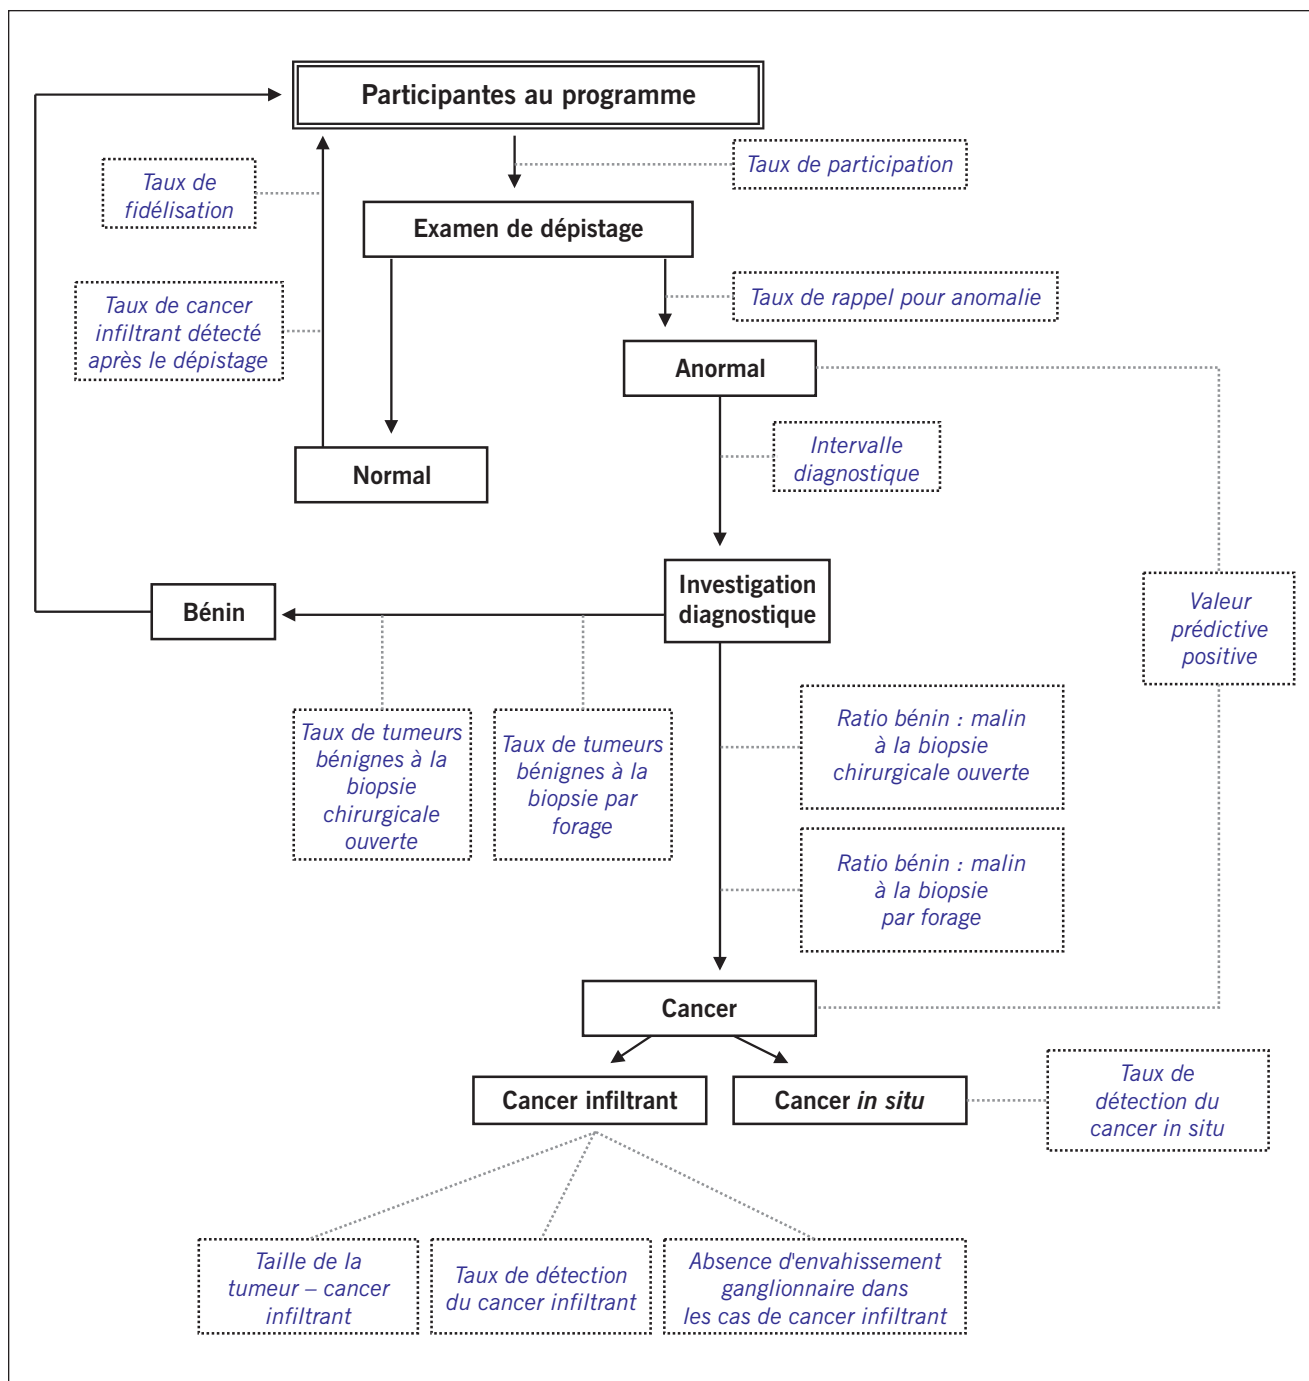 Participantes au programme
Taux de participation
Taux de
fidélisation
Examen de dépistage
Taux de cancer
infiltrant détecté
après le dépistage
Taux de rappel pour anomalie
Anormal
Normal
Intervalle
diagnostique
Bénin
Investigation
diagnostique
Valeur
prédictive
positive
Taux de tumeurs
bénignes à la
biopsie
chirurgicale
ouverte
Taux de tumeurs
bénignes à la
biopsie par
forage
Ratio bénin : malin
à la biopsie
chirurgicale ouverte
Ratio bénin : malin
à la biopsie
par forage
Cancer
Cancer infiltrant
Cancer in situ
Taux de
détection du
cancer in situ
Taille de la
tumeur – cancer
infiltrant
Taux de détection
du cancer infiltrant
Absence d'envahissement
ganglionnaire dans
les cas de cancer infiltrant